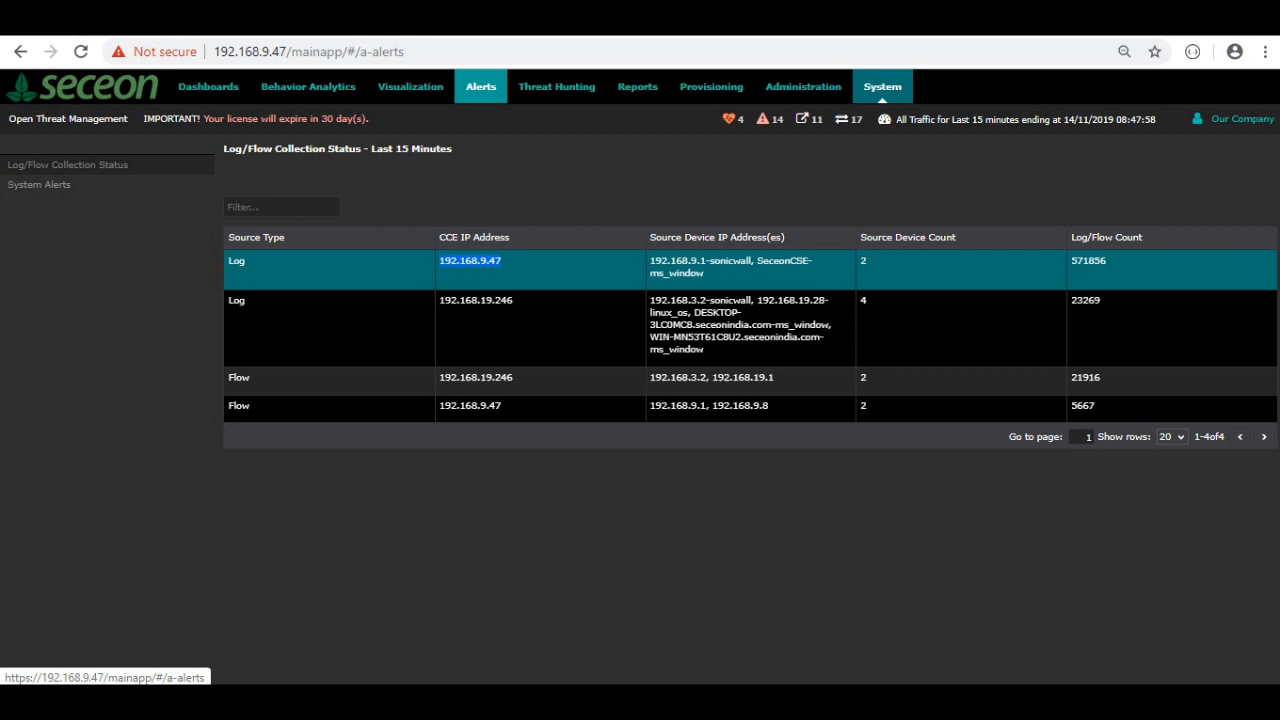 Not secure 192.168.9.47/mainapp/#/a-alerts
seceon Dashboards Behavior Analytics Visualization Alerts Threat Hunting Reports Provisioning Administration System
Open Threat Management IMPORTANT! Your license will expire in 30 day(s). 4 14 11 17 All Traffic for Last 15 minutes ending at 14/11/2019 08:47:58 Our Company
Log/Flow Collection Status
System Alerts
Log/Flow Collection Status - Last 15 Minutes
Filter...
Source Type CCE IP Address Source Device IP Address(es) Source Device Count Log/Flow Count
Log 192.168.9.47 192.168.9.1-sonicwall, SeceonCSE- 2 571856
ms_window
Log 192.168.19.246 192.168.3.2-sonicwall, 192.168.19.28- 4 23269
linux_os, DESKTOP-
3LC0MC8.seceonindia.com-ms_window,
WIN-MN53T61C8U2.seceonindia.com-
ms_window
Flow 192.168.19.246 192.168.3.2, 192.168.19.1 2 21916
Flow 192.168.9.47 192.168.9.1, 192.168.9.8 2 5667
Go to page: 1 Show rows: 20 1-4of4
https://192.168.9.47/mainapp/#/a-alerts